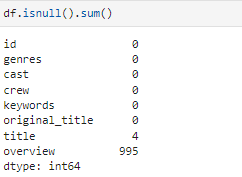 df.isnull().sum()
id 0
genres 0
cast 0
crew 0
keywords 0
original_title 0
title 4
overview 995
dtype: int64